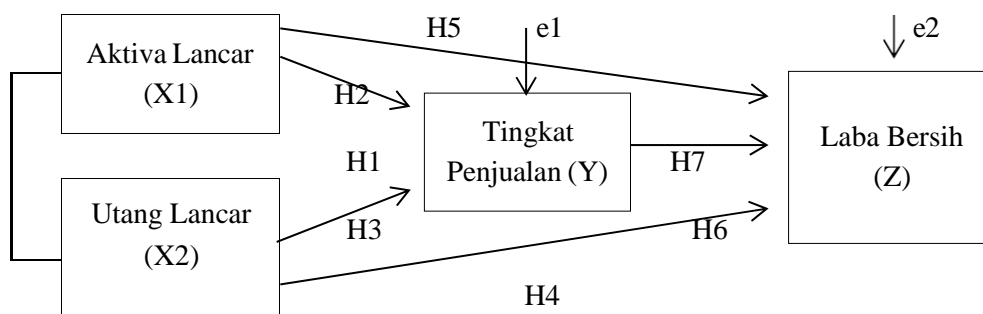 H5
e1
e2
Aktiva Lancar
(X1)
H2
Tingkat
Penjualan (Y)
Laba Bersih
(Z)
H1
H7
Utang Lancar
(X2)
H3
H6
H4